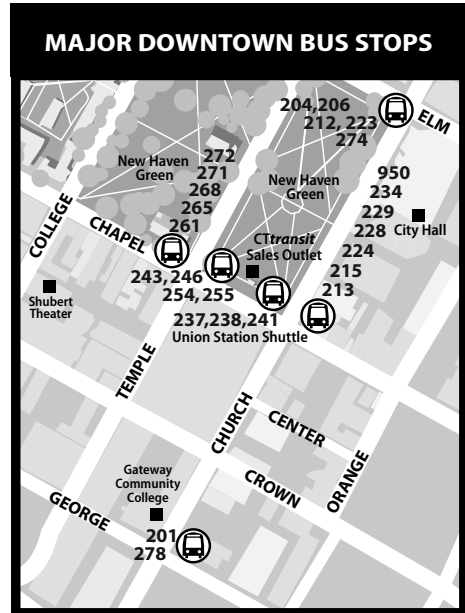 MAJOR DOWNTOWN BUS STOPS
204,206
212, 223
274
ELM
New Haven
Green
272
271
268
265
261
New Haven
Green
950
234
229
228
224
215
213
City Hall
COLLEGE
CHAPEL
CTtransit
Sales Outlet
243, 246
254, 255
Shubert
Theater
237,238,241
Union Station Shuttle
TEMPLE
CHURCH
CENTER
ORANGE
CROWN
Gateway
Community
College
GEORGE
201
278